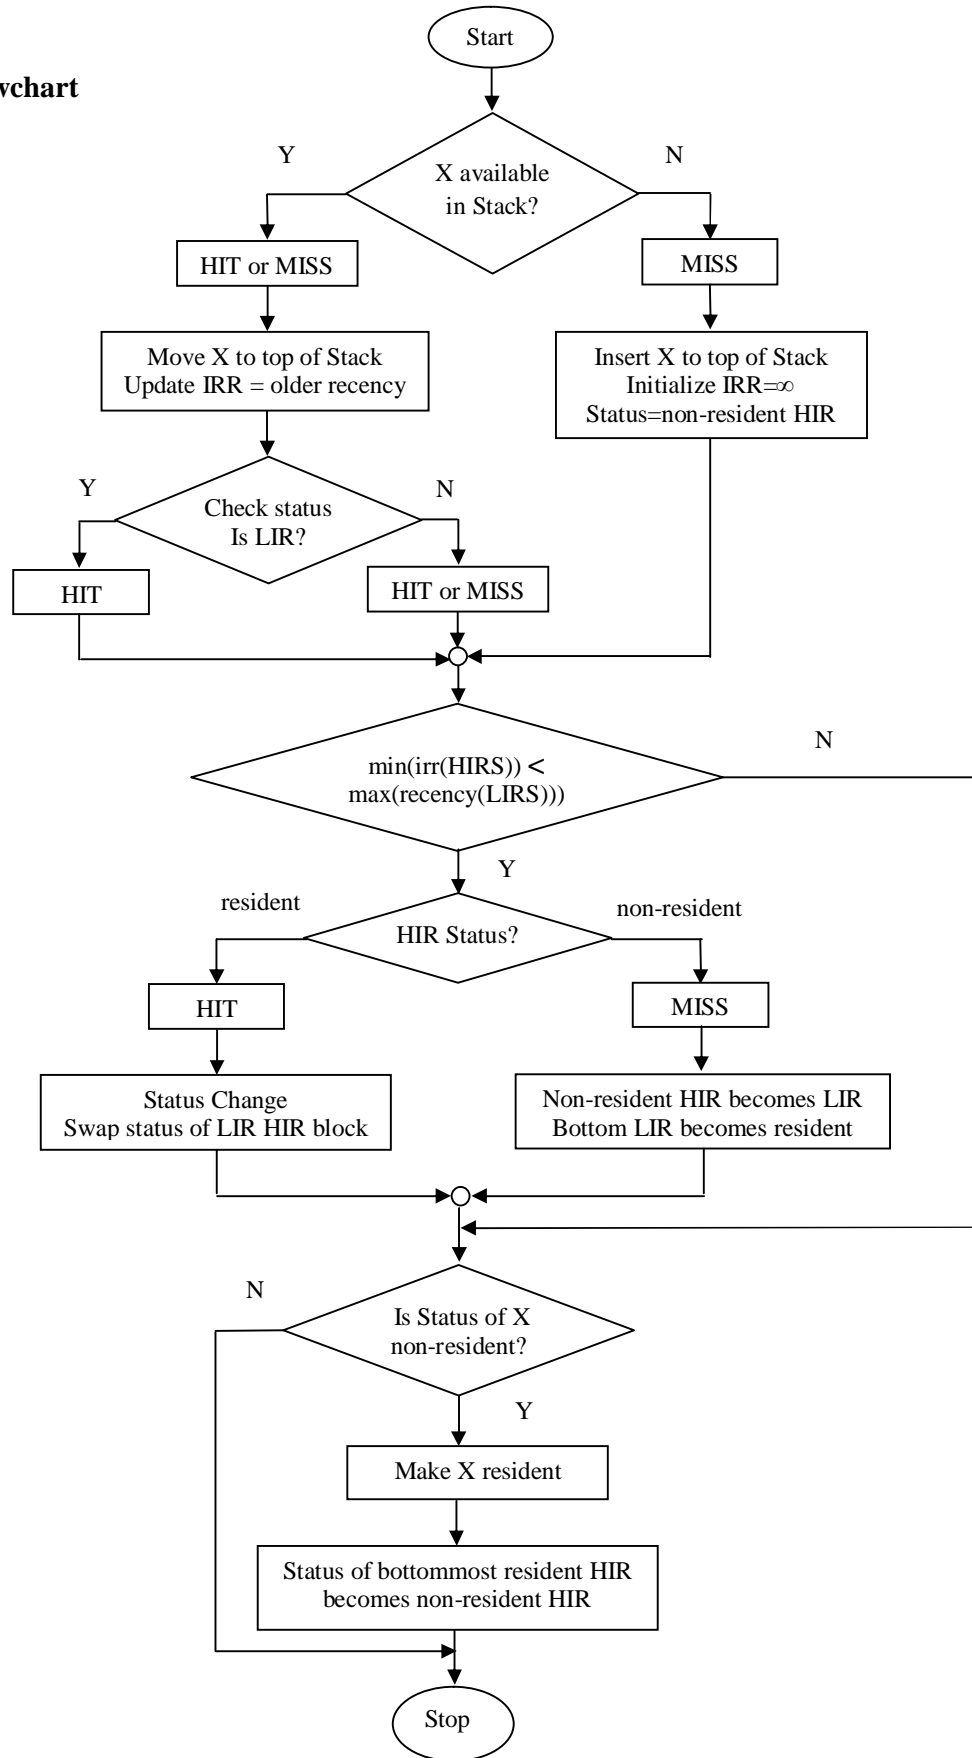 Start
wchart
Y
N
X available
in Stack?
HIT or MISS
MISS
Move X to top of Stack
Update IRR = older recency
Insert X to top of Stack
Initialize IRR=∞
Status=non-resident HIR
Y
N
Check status
Is LIR?
HIT
HIT or MISS
N
min(irr(HIRS)) <
max(recency(LIRS)))
Y
resident
non-resident
HIR Status?
HIT
MISS
Status Change
Swap status of LIR HIR block
Non-resident HIR becomes LIR
Bottom LIR becomes resident
N
Is Status of X
non-resident?
Y
Make X resident
Status of bottommost resident HIR
becomes non-resident HIR
Stop